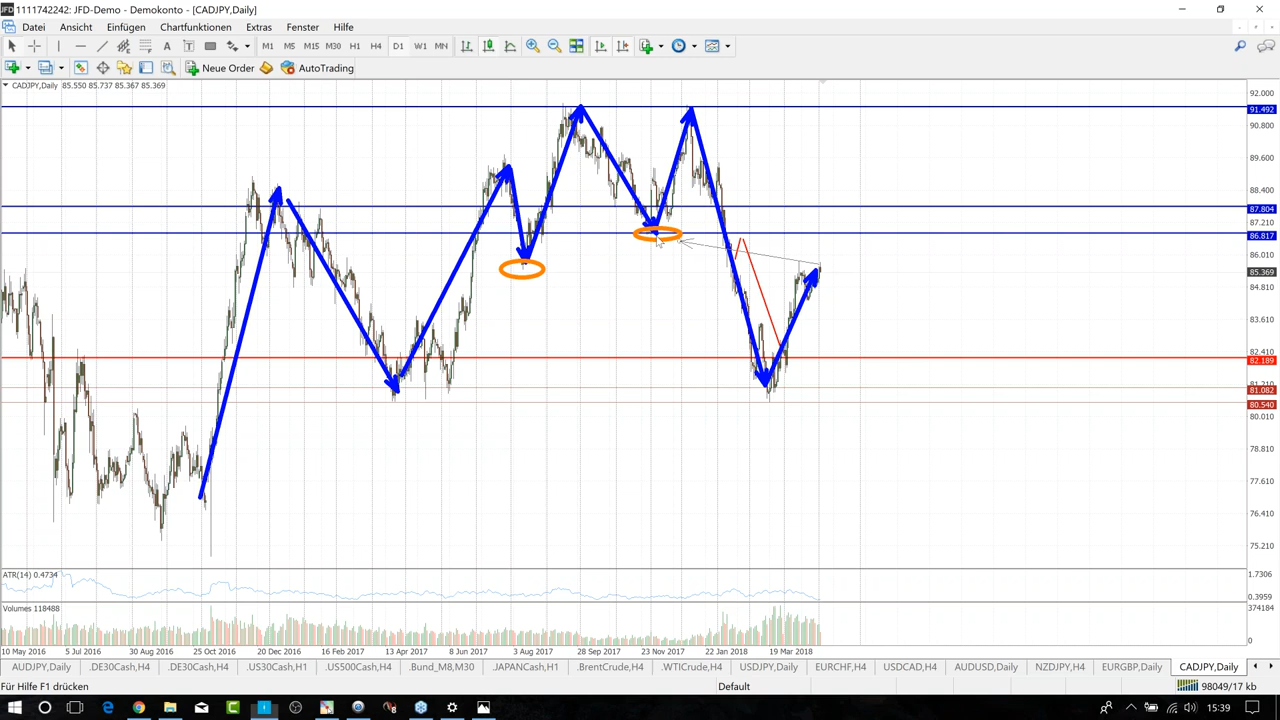 1111742242: JFD-Demo - Demokonto - [CADJPY,Daily]
Datei Ansicht Einfügen Chartfunktionen Extras Fenster Hilfe
A T M1 M5 M15 M30 H1 H4 D1 W1 MN
Neue Order AutoTrading
CADJPY,Daily 85.550 85.737 85.367 85.369
92.000
91.492
90.800
89.600
88.400
87.804
87.210
86.817
86.010
85.369
84.810
83.610
82.410
82.189
81.210
81.082
80.540
80.010
78.810
77.610
76.410
75.210
ATR(14) 0.4734
1.7306
0.3959
Volumes 118488
374184
0
10 May 2016 5 Jul 2016 30 Aug 2016 25 Oct 2016 20 Dec 2016 16 Feb 2017 13 Apr 2017 8 Jun 2017 3 Aug 2017 28 Sep 2017 23 Nov 2017 22 Jan 2018 19 Mar 2018
AUDJPY,Daily .DE30Cash,H4 .DE30Cash,H4 .US30Cash,H1 .US500Cash,H4 .Bund_M8,M30 .JAPANCash,H1 .BrentCrude,H4 .WTICrude,H4 USDJPY,Daily EURCHF,H4 USDCAD,H4 AUDUSD,Daily NZDJPY,H4 EURGBP,Daily CADJPY,Daily
Für Hilfe F1 drücken Default 98049/17 kb
15:39